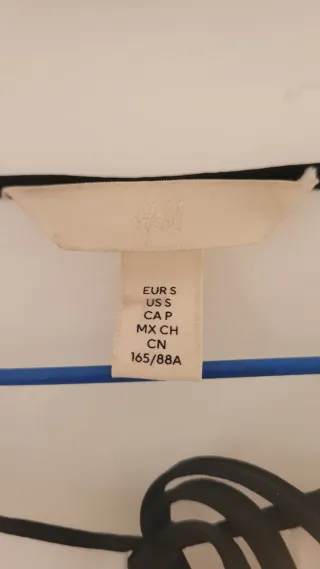 H&M
EUR S
US S
CA P
MX CH
CN
165/88A